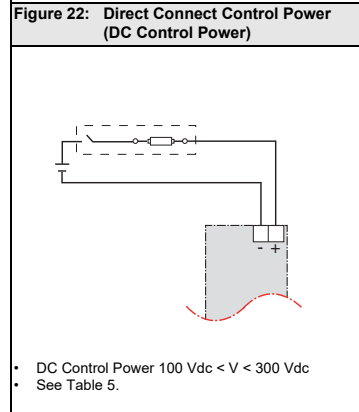 Figure 22: Direct Connect Control Power
(DC Control Power)
- +
• DC Control Power 100 Vdc < V < 300 Vdc
• See Table 5.